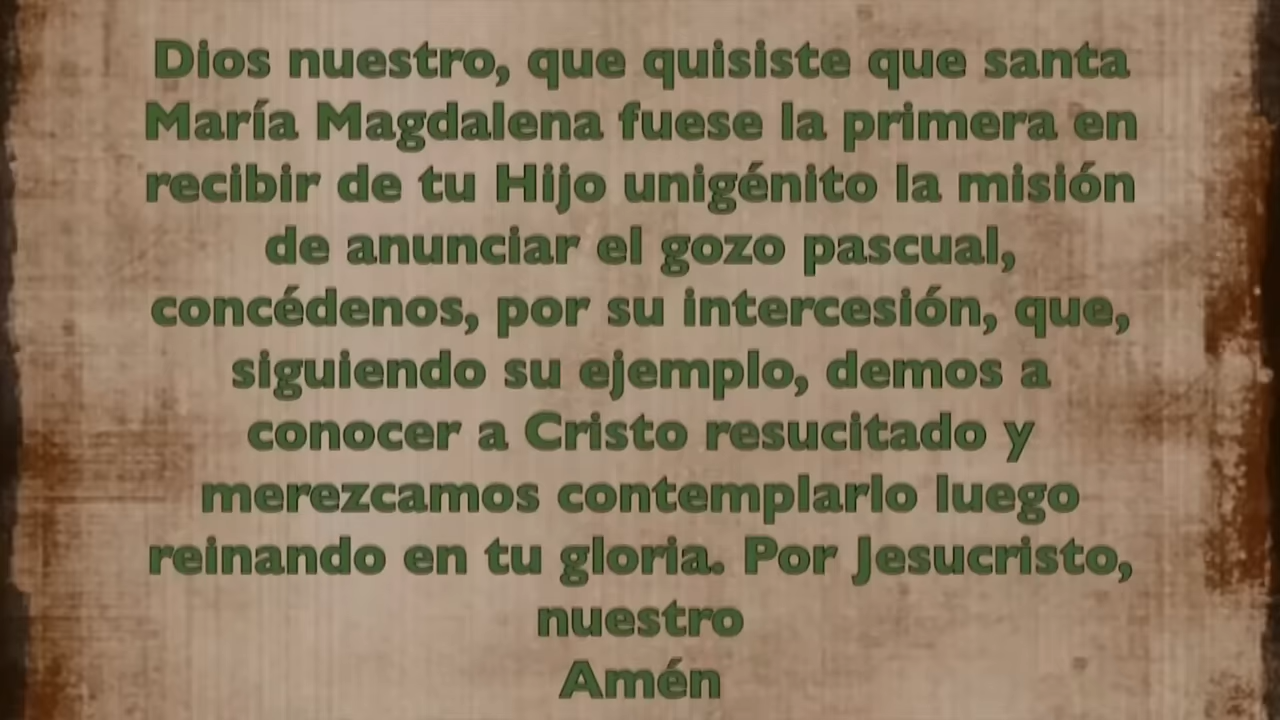 Dios nuestro, que quisiste que santa
María Magdalena fuese la primera en
recibir de tu Hijo unigénito la misión
de anunciar el gozo pascual,
concédenos, por su intercesión, que,
siguiendo su ejemplo, demos a
conocer a Cristo resucitado y
merezcamos contemplarlo luego
reinando en tu gloria. Por Jesucristo,
nuestro
Amén